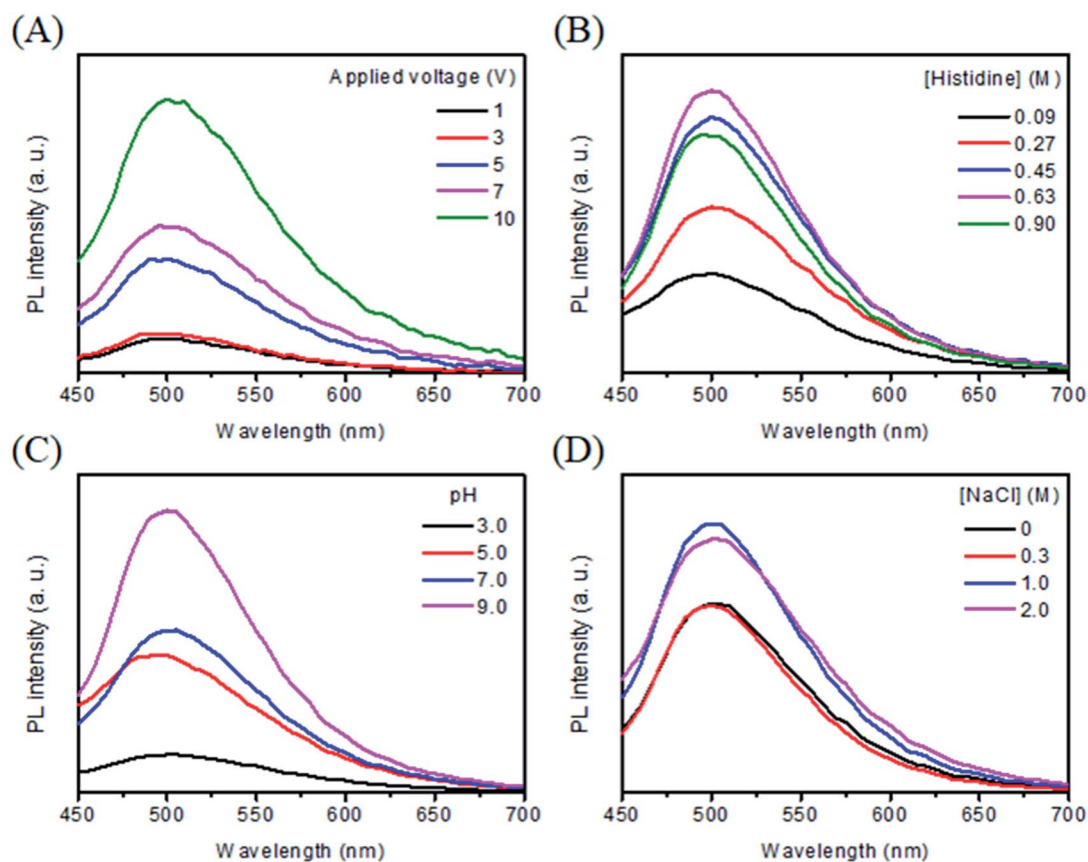 (A)
Applied voltage (V)
1
3
5
7
10
PL intensity (a. u.)
450 500 550 600 650 700
Wavelength (nm)
(B)
[Histidine] (M)
0.09
0.27
0.45
0.63
0.90
PL intensity (a. u.)
450 500 550 600 650 700
Wavelength (nm)
(C)
pH
3.0
5.0
7.0
9.0
PL intensity (a. u.)
450 500 550 600 650 700
Wavelength (nm)
(D)
[NaCl] (M)
0
0.3
1.0
2.0
PL intensity (a. u.)
450 500 550 600 650 700
Wavelength (nm)